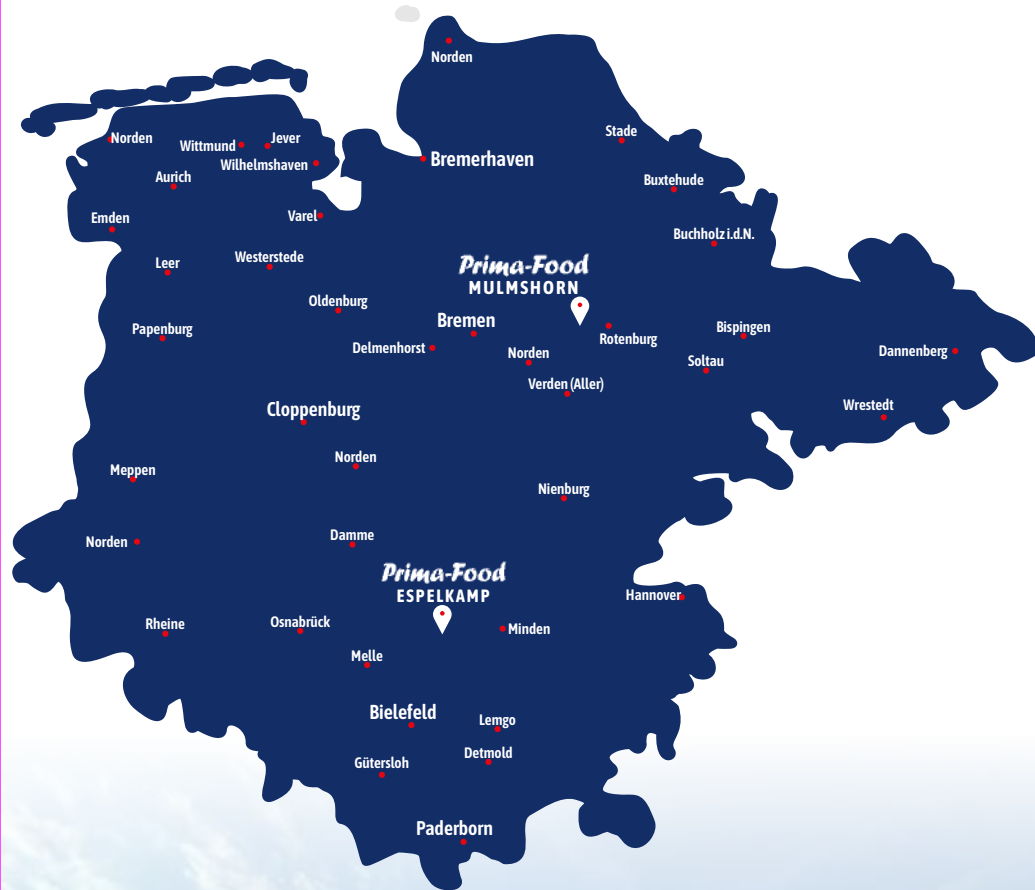 Norden
Stade
Norden
Wittmund
Jever
Bremerhaven
Wilhelmshaven
Aurich
Buxtehude
Emden
Varel
Buchholz i.d.N.
Leer
Westerstede
Prima-Food
MULMSHORN
Oldenburg
Bremen
Papenburg
Bispingen
Rotenburg
Delmenhorst
Norden
Dannenberg
Soltau
Verden (Aller)
Wrestedt
Cloppenburg
Norden
Meppen
Nienburg
Damme
Norden
Prima-Food
ESPELKAMP
Hannover
Rheine
Osnabrück
Minden
Melle
Bielefeld
Lemgo
Detmold
Gütersloh
Paderborn